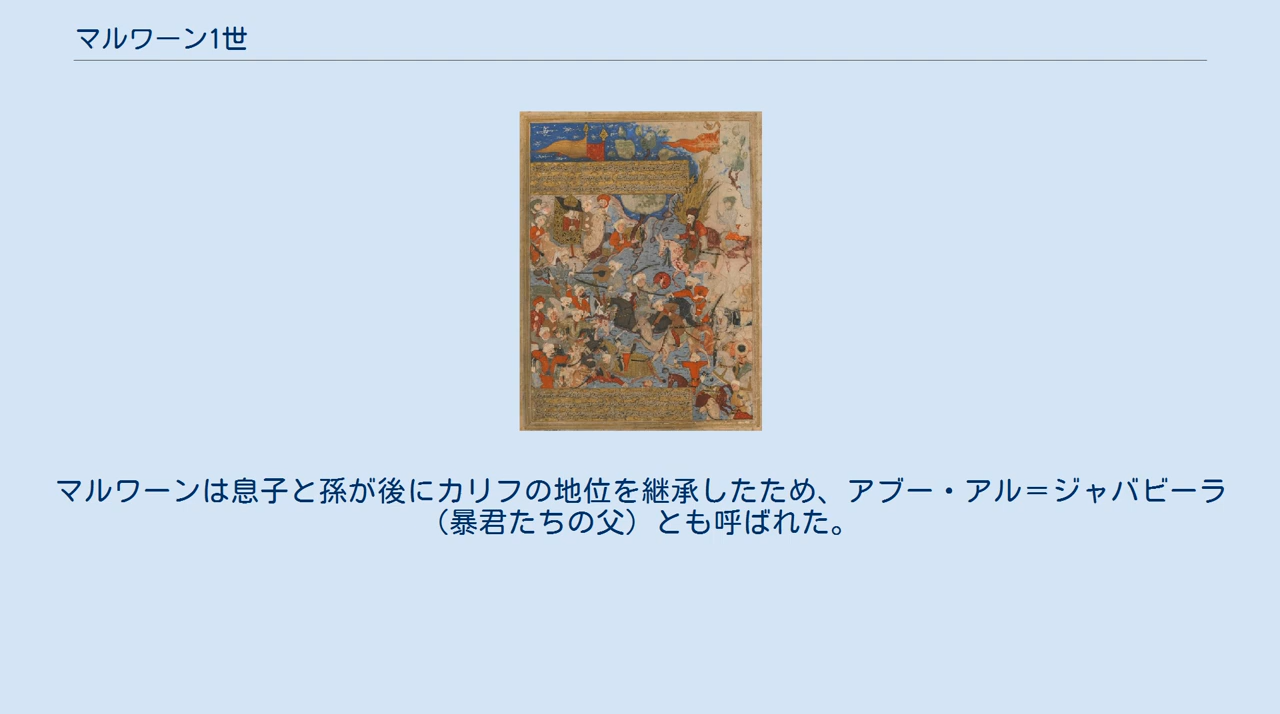 マルワーン1世
マルワーンは息子と孫が後にカリフの地位を継承したため、アブー・アル＝ジャバビーラ
（暴君たちの父）とも呼ばれた。